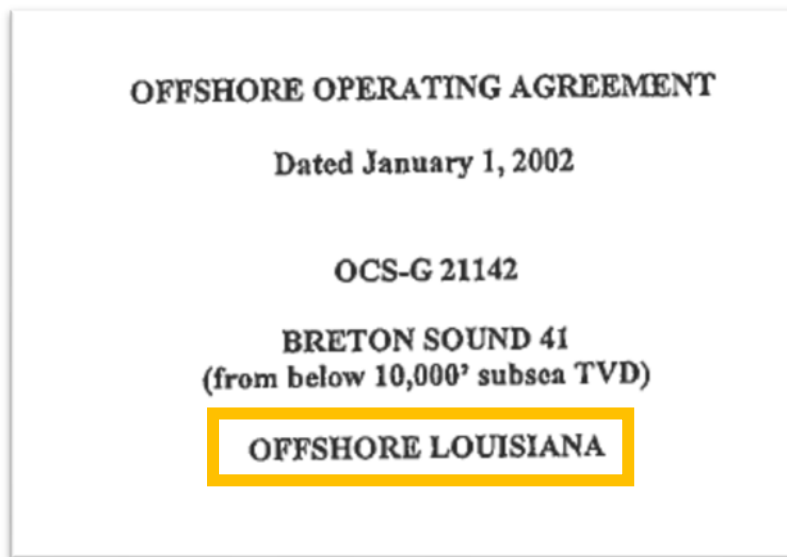 OFFSHORE OPERATING AGREEMENT
Dated January 1, 2002
OCS-G 21142
BRETON SOUND 41
(from below 10,000' subsea TVD)
OFFSHORE LOUISIANA